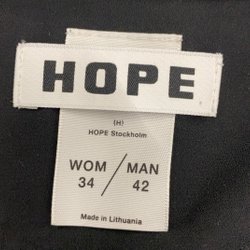 HOPE
(H)
HOPE Stockholm
WOM / MAN
34 / 42
Made in Lithuania